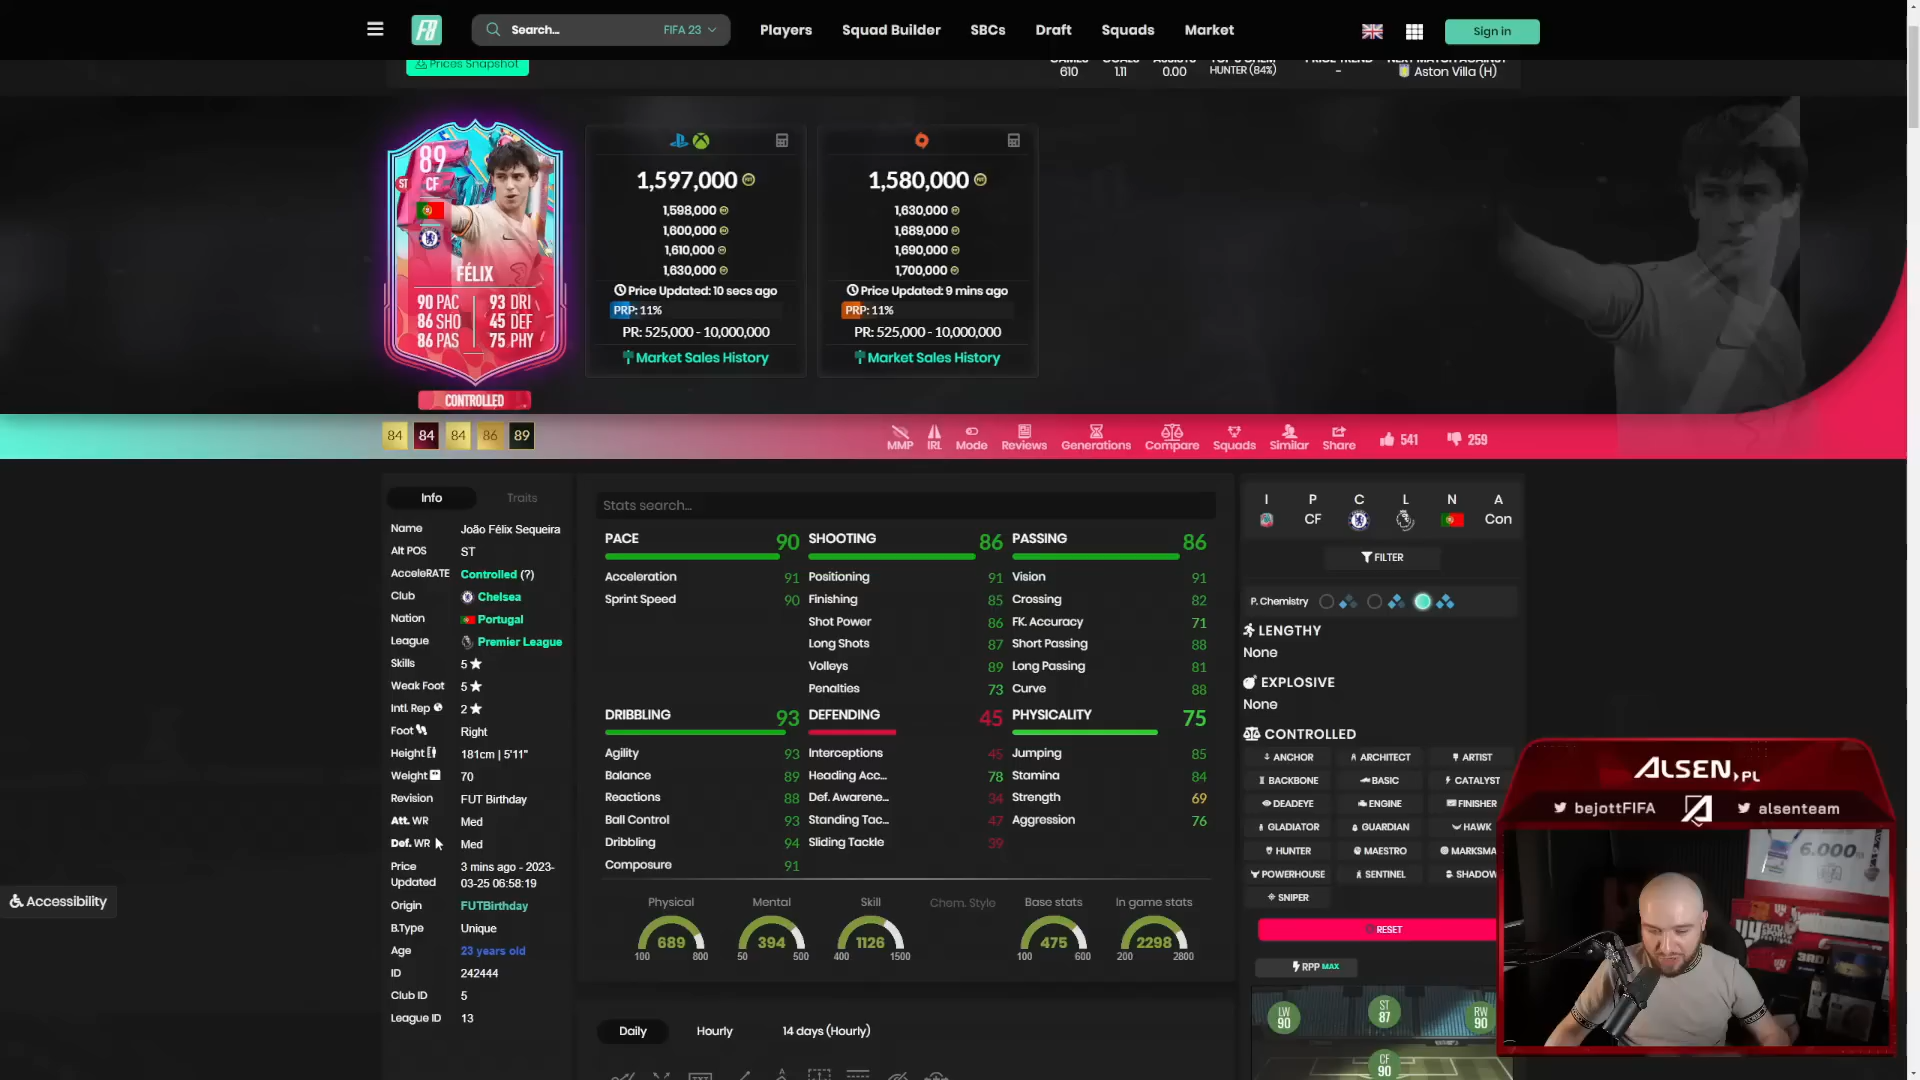 Search...
FIFA 23
Players
Squad Builder
SBCs
Draft
Squads
Market
Sign in
Prices Snapshot
610
1.11
0.00
HUNTER (84%)
-
Aston Villa (H)
89
ST
CF
FÉLIX
90 PAC
93 DRI
86 SHO
45 DEF
86 PAS
75 PHY
CONTROLLED
1,597,000
1,598,000
1,600,000
1,610,000
1,630,000
Price Updated: 10 secs ago
PRP: 11%
PR: 525,000 - 10,000,000
Market Sales History
1,580,000
1,630,000
1,689,000
1,690,000
1,700,000
Price Updated: 9 mins ago
PRP: 11%
PR: 525,000 - 10,000,000
Market Sales History
84
84
84
86
89
MMP
IRL
Mode
Reviews
Generations
Compare
Squads
Similar
Share
541
259
Info
Traits
Name João Félix Sequeira
Alt POS ST
AcceleRATE Controlled (?)
Club Chelsea
Nation Portugal
League Premier League
Skills 5
Weak Foot 5
Intl. Rep 2
Foot Right
Height 181cm | 5'11"
Weight 70
Revision FUT Birthday
Att. WR Med
Def. WR Med
Price Updated 3 mins ago - 2023-03-25 06:58:19
Origin FUTBirthday
B.Type Unique
Age 23 years old
ID 242444
Club ID 5
League ID 13
Stats search...
PACE 90
Acceleration 91
Sprint Speed 90
SHOOTING 86
Positioning 91
Finishing 85
Shot Power 86
Long Shots 87
Volleys 89
Penalties 73
PASSING 86
Vision 91
Crossing 82
FK. Accuracy 71
Short Passing 88
Long Passing 81
Curve 88
DRIBBLING 93
Agility 93
Balance 89
Reactions 88
Ball Control 93
Dribbling 94
Composure 91
DEFENDING 45
Interceptions 45
Heading Acc... 78
Def. Awarene... 34
Standing Tac... 47
Sliding Tackle 39
PHYSICALITY 75
Jumping 85
Stamina 84
Strength 69
Aggression 76
Physical
689
100 800
Mental
394
50 500
Skill
1126
400 1500
Chem. Style
Base stats
475
100 600
In game stats
2298
200 2800
Daily
Hourly
14 days (Hourly)
I P C L N A
CF Con
FILTER
P. Chemistry
LENGTHY
None
EXPLOSIVE
None
CONTROLLED
ANCHOR ARCHITECT ARTIST
BACKBONE BASIC CATALYST
DEADEYE ENGINE FINISHER
GLADIATOR GUARDIAN HAWK
HUNTER MAESTRO MARKSMA
POWERHOUSE SENTINEL SHADOW
SNIPER
RESET
RPP MAX
LW
90
ST
87
RW
90
CF
90
Accessibility
ALSEN.PL
bejottFIFA
alsenteam
6.000
3RD